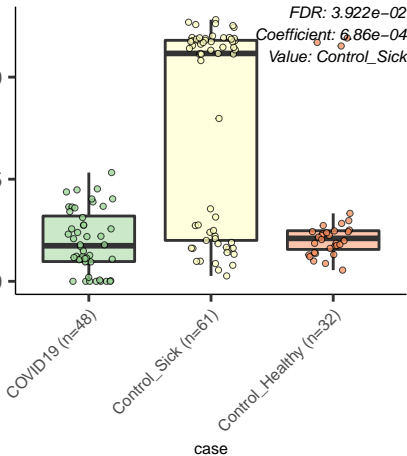 FDR: 3.922e−02
Coefficient: 6.86e−04
Value: Control_Sick
COVID19 (n=48)
Control_Sick (n=61)
Control_Healthy (n=32)
case